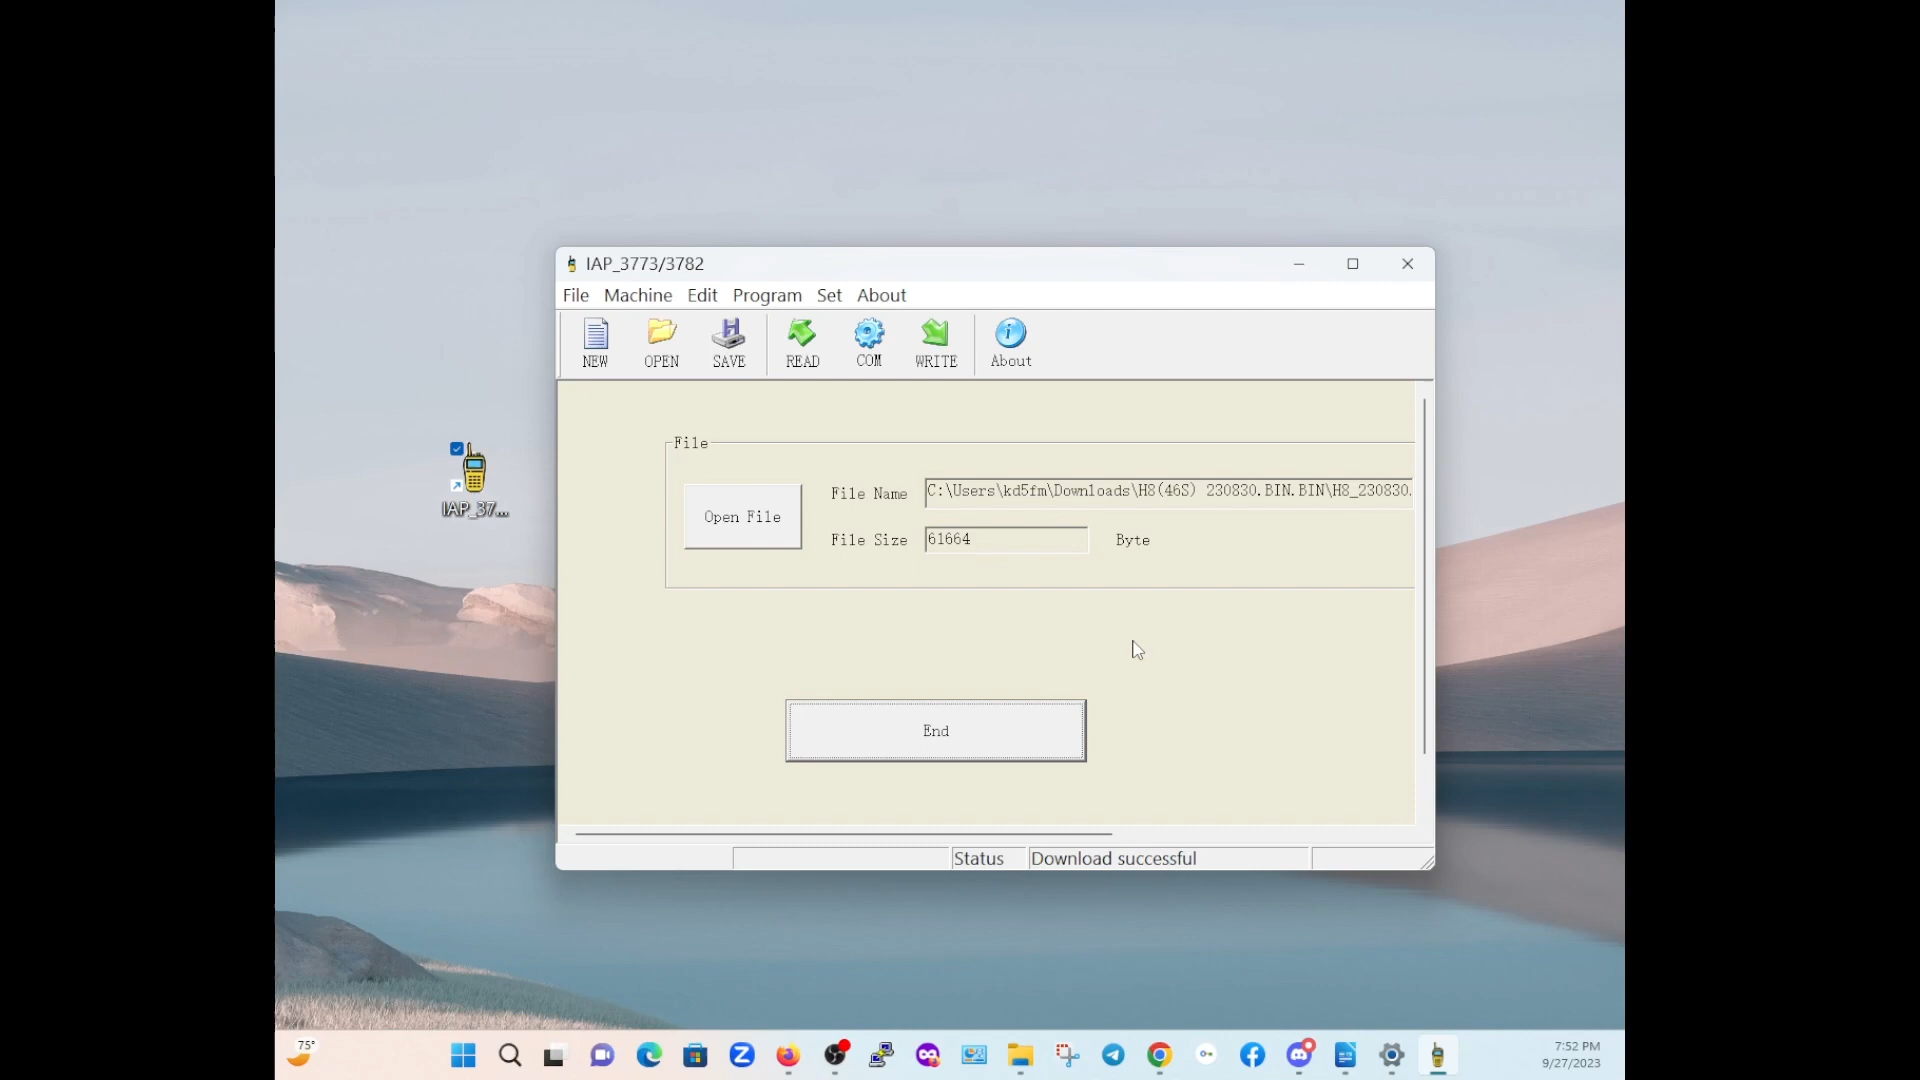 IAP_3773/3782
File Machine Edit Program Set About
NEW OPEN SAVE READ COM WRITE About
File
Open File
File Name C:\Users\kd5fm\Downloads\H8(46S) 230830.BIN.BIN\H8_230830.
File Size 61664 Byte
IAP_37...
End
Status Download successful
75°
7:52 PM
9/27/2023